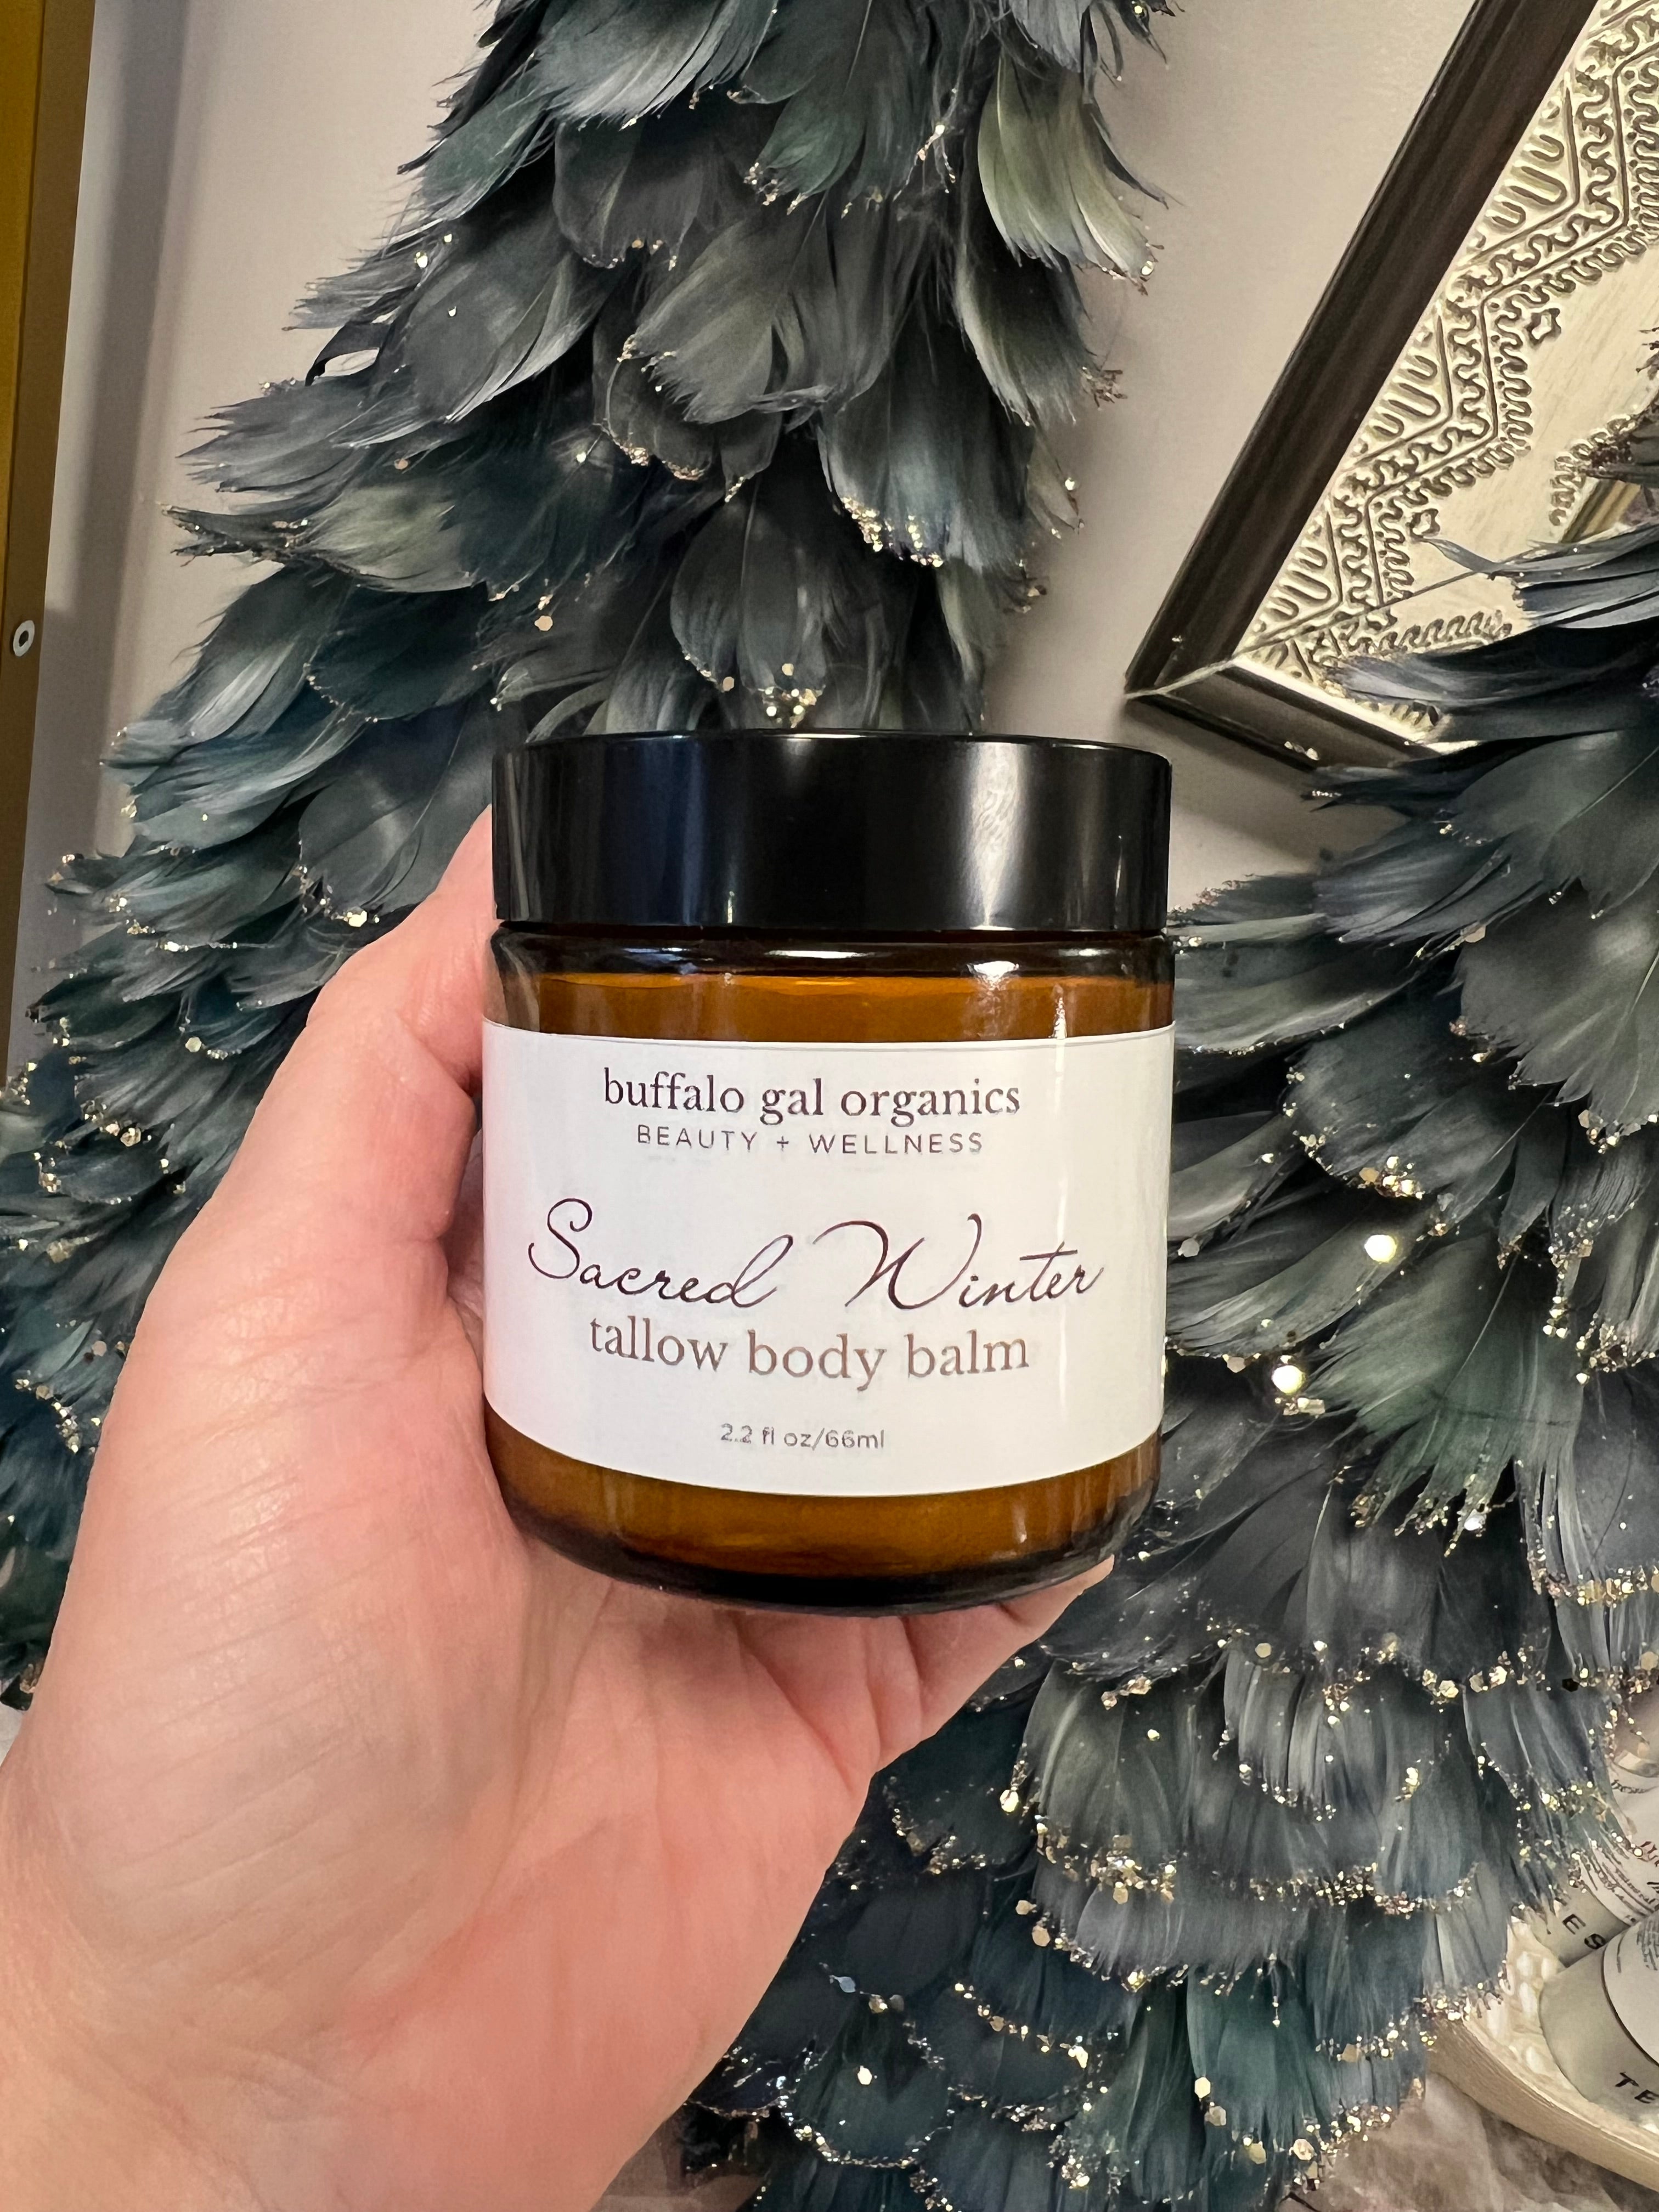 buffalo gal organics
BEAUTY + WELLNESS
Sacred Winter
tallow body balm
2.2 fl oz/66ml